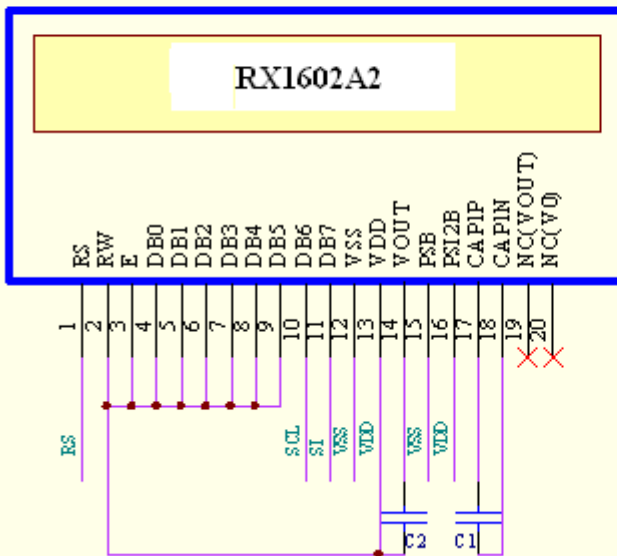 RX1602A2
RS RW E DB0 DB1 DB2 DB3 DB4 DB5 DB6 DB7 VSS VDD VOUT PSB PSI2B CAPIP CAPIN NC(VOUT) NC(V0)
1 2 3 4 5 6 7 8 9 10 11 12 13 14 15 16 17 18 19 20
RS SCL SI VSS VDD VSS VDD
C2 C1